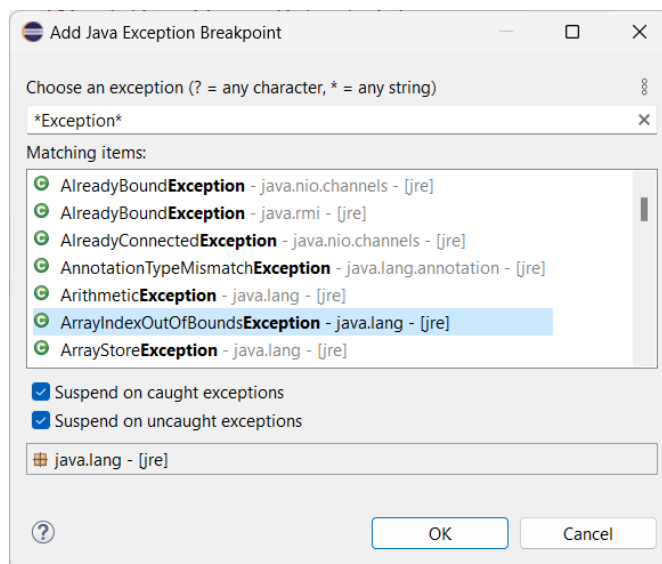 Add Java Exception Breakpoint
Choose an exception (? = any character, * = any string)
*Exception*
Matching items:
AlreadyBoundException - java.nio.channels - [jre]
AlreadyBoundException - java.rmi - [jre]
AlreadyConnectedException - java.nio.channels - [jre]
AnnotationTypeMismatchException - java.lang.annotation - [jre]
ArithmeticException - java.lang - [jre]
ArrayIndexOutOfBoundsException - java.lang - [jre]
ArrayStoreException - java.lang - [jre]
Suspend on caught exceptions
Suspend on uncaught exceptions
java.lang - [jre]
OK Cancel